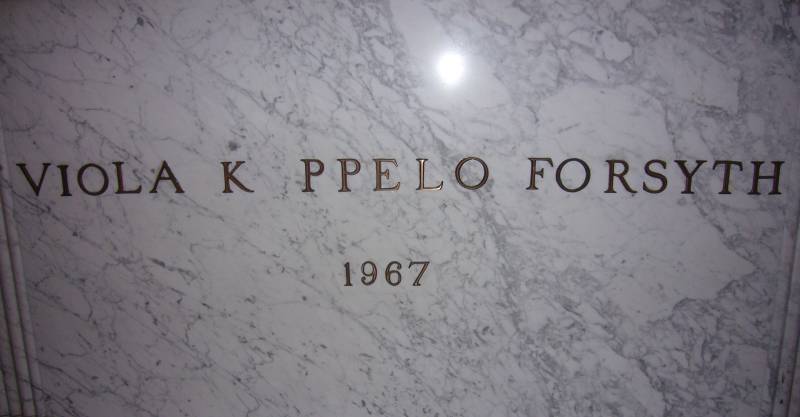 VIOLA K PPELO FORSYTH
1967